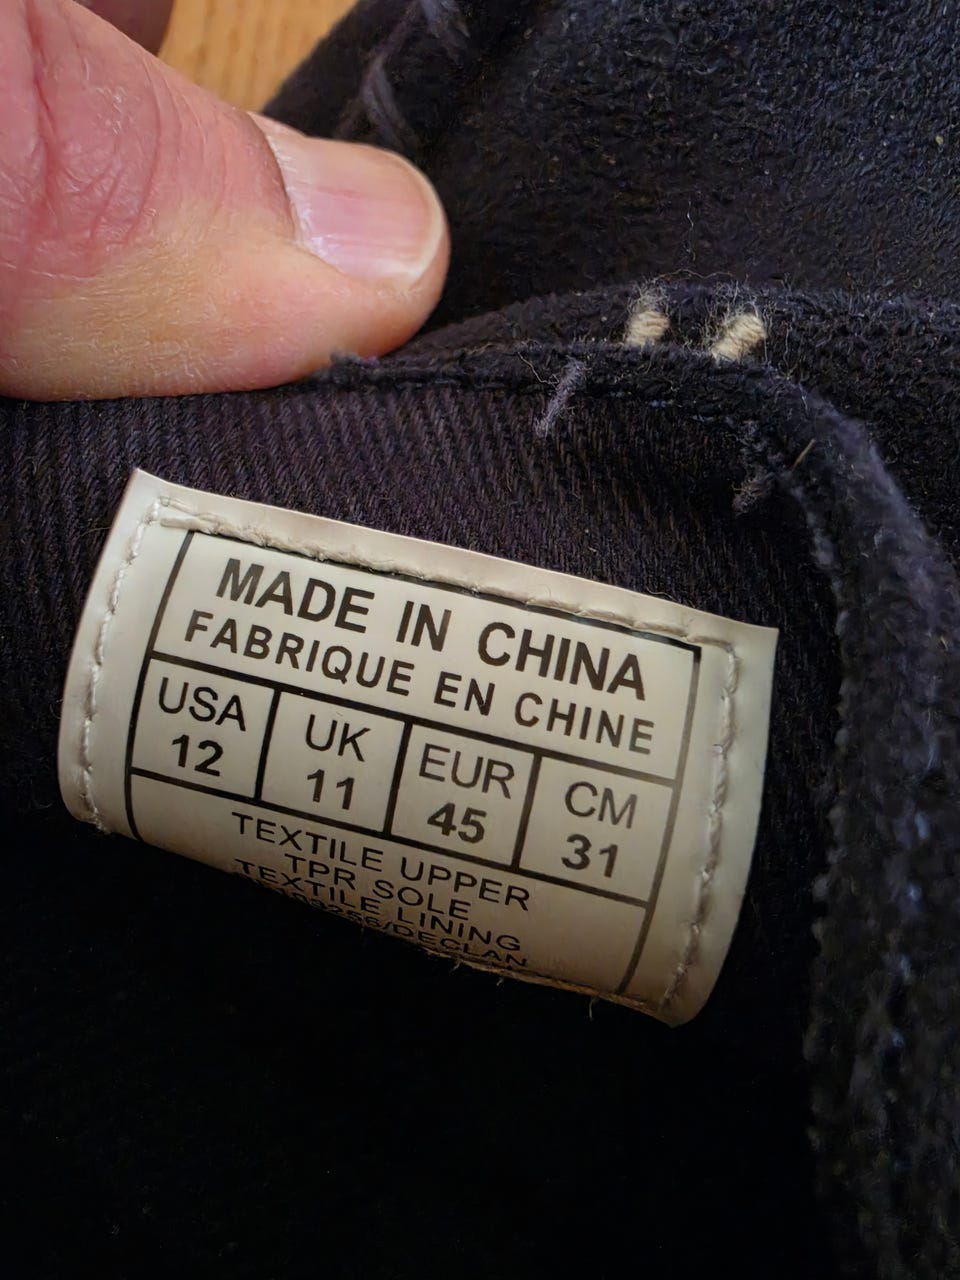 MADE IN CHINA
FABRIQUE EN CHINE
USA UK EUR CM
12 11 45 31
TEXTILE UPPER
TPR SOLE
TEXTILE LINING
/DECLAN